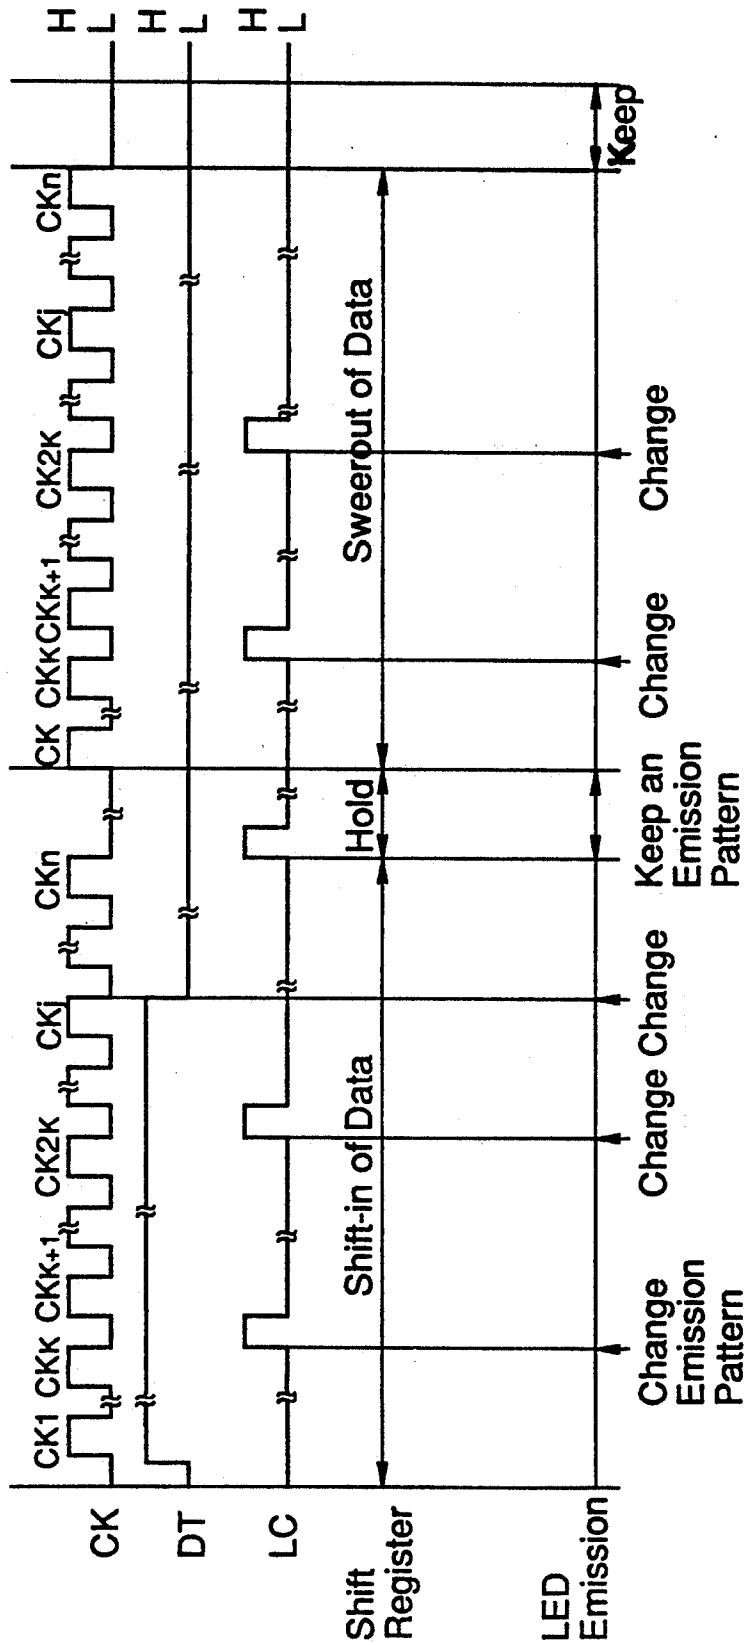 CK1 CKK CKK+1 CK2K CKj CKn CK CKK CKK+1 CK2K CKj CKn
CK H
L
DT H
L
LC H
L
Shift
Register
Shift-in of Data Hold Sweerout of Data
LED
Emission
Change
Emission
Pattern
Change
Change
Keep an
Emission
Pattern
Change
Change
Keep